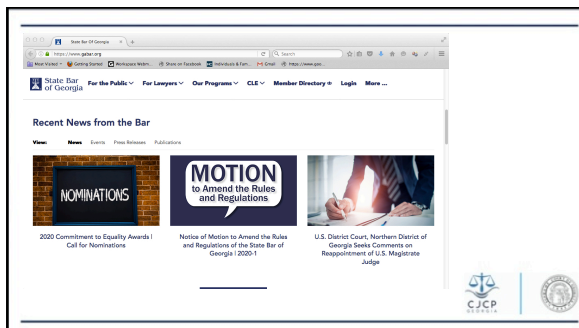 State Bar Of Georgia
https://www.gabar.org
Search
Most Visited
Getting Started
Workspace Webm...
Share on Facebook
Individuals & Fam...
Gmail
https://www.goo...
State Bar
of Georgia
For the Public
For Lawyers
Our Programs
CLE
Member Directory
Login
More ...
Recent News from the Bar
View:
News
Events
Press Releases
Publications
NOMINATIONS
MOTION
to Amend the Rules
and Regulations
2020 Commitment to Equality Awards |
Call for Nominations
Notice of Motion to Amend the Rules
and Regulations of the State Bar of
Georgia | 2020-1
U.S. District Court, Northern District of
Georgia Seeks Comments on
Reappointment of U.S. Magistrate
Judge
CJCP
GEORGIA